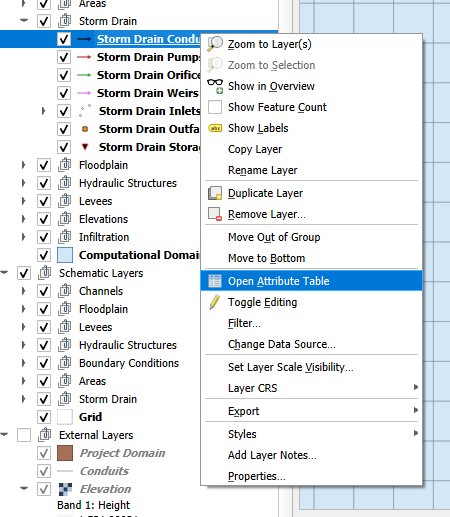 Areas
Storm Drain
Storm Drain Condu
Storm Drain Pumps
Storm Drain Orifice
Storm Drain Weirs
Storm Drain Inlets
Storm Drain Outfa
Storm Drain Stora
Floodplain
Hydraulic Structures
Levees
Elevations
Infiltration
Computational Domain
Schematic Layers
Channels
Floodplain
Levees
Hydraulic Structures
Boundary Conditions
Areas
Storm Drain
Grid
External Layers
Project Domain
Conduits
Elevation
Band 1: Height
Zoom to Layer(s)
Zoom to Selection
Show in Overview
Show Feature Count
abc Show Labels
Copy Layer
Rename Layer
Duplicate Layer
Remove Layer...
Move Out of Group
Move to Bottom
Open Attribute Table
Toggle Editing
Filter...
Change Data Source...
Set Layer Scale Visibility...
Layer CRS
Export
Styles
Add Layer Notes...
Properties...